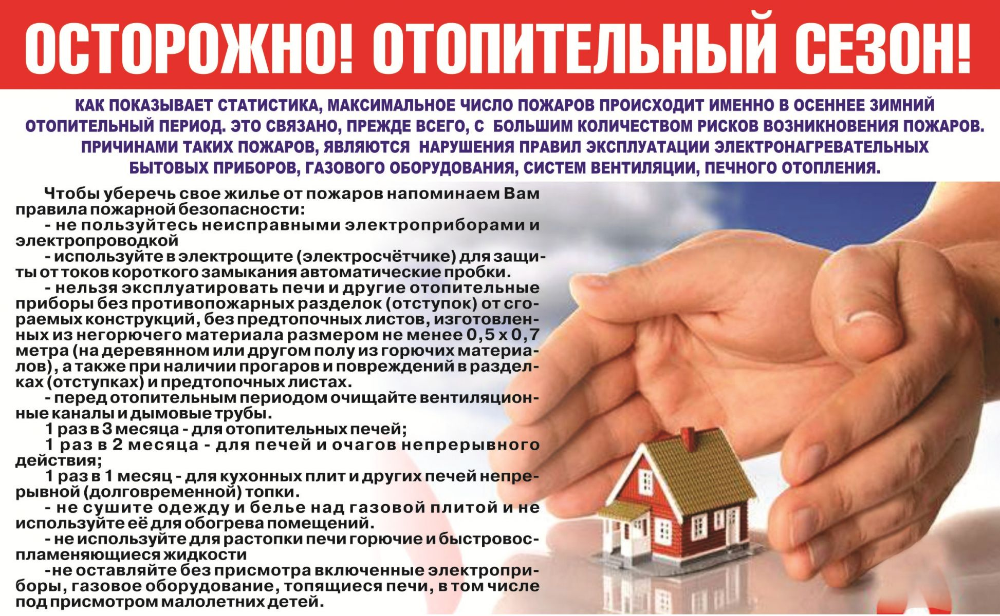 ОСТОРОЖНО! ОТОПИТЕЛЬНЫЙ СЕЗОН!
КАК ПОКАЗЫВАЕТ СТАТИСТИКА, МАКСИМАЛЬНОЕ ЧИСЛО ПОЖАРОВ ПРОИСХОДИТ ИМЕННО В ОСЕННЕЕ ЗИМНИЙ
ОТОПИТЕЛЬНЫЙ ПЕРИОД. ЭТО СВЯЗАНО, ПРЕЖДЕ ВСЕГО, С БОЛЬШИМ КОЛИЧЕСТВОМ РИСКОВ ВОЗНИКНОВЕНИЯ ПОЖАРОВ.
ПРИЧИНАМИ ТАКИХ ПОЖАРОВ, ЯВЛЯЮТСЯ НАРУШЕНИЯ ПРАВИЛ ЭКСПЛУАТАЦИИ ЭЛЕКТРОНАГРЕВАТЕЛЬНЫХ
БЫТОВЫХ ПРИБОРОВ, ГАЗОВОГО ОБОРУДОВАНИЯ, СИСТЕМ ВЕНТИЛЯЦИИ, ПЕЧНОГО ОТОПЛЕНИЯ.
Чтобы уберечь свое жилье от пожаров напоминаем Вам
правила пожарной безопасности:
- не пользуйтесь неисправными электроприборами и
электропроводкой
- используйте в электрощите (электросчётчике) для защи-
ты от токов короткого замыкания автоматические пробки.
- нельзя эксплуатировать печи и другие отопительные
приборы без противопожарных разделок (отступок) от сго-
раемых конструкций, без предтопочных листов, изготовлен-
ных из негорючего материала размером не менее 0,5 х 0,7
метра (на деревянном или другом полу из горючих материа-
лов), а также при наличии прогаров и повреждений в раздел-
ках (отступках) и предтопочных листах.
- перед отопительным периодом очищайте вентиляцион-
ные каналы и дымовые трубы.
1 раз в 3 месяца - для отопительных печей;
1 раз в 2 месяца - для печей и очагов непрерывного
действия;
1 раз в 1 месяц - для кухонных плит и других печей непре-
рывной (долговременной) топки.
- не сушите одежду и белье над газовой плитой и не
используйте её для обогрева помещений.
- не используйте для растопки печи горючие и быстровос-
пламеняющиеся жидкости
-не оставляйте без присмотра включенные электропри-
боры, газовое оборудование, топящиеся печи, в том числе
под присмотром малолетних детей.